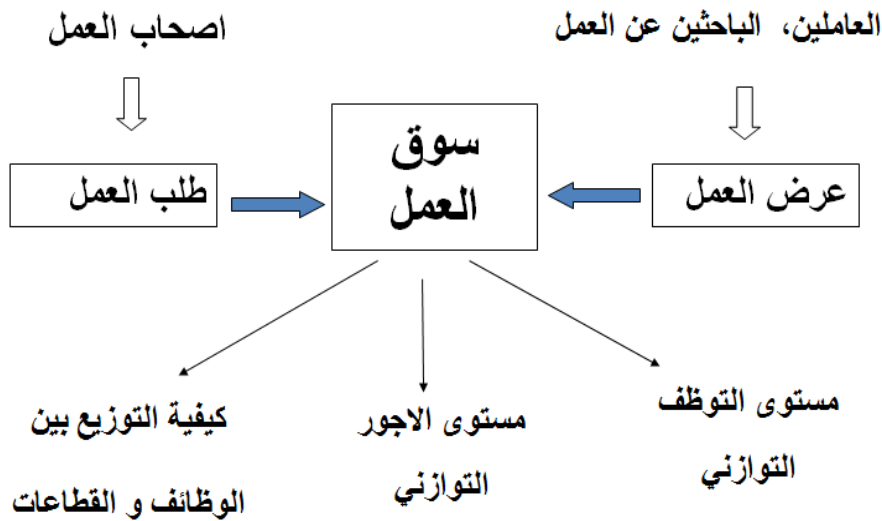 العاملين، الباحثين عن العمل
اصحاب العمل
عرض العمل
سوق
العمل
طلب العمل
مستوى التوظف
التوازني
مستوى الاجور
التوازني
كيفية التوزيع بين
الوظائف و القطاعات